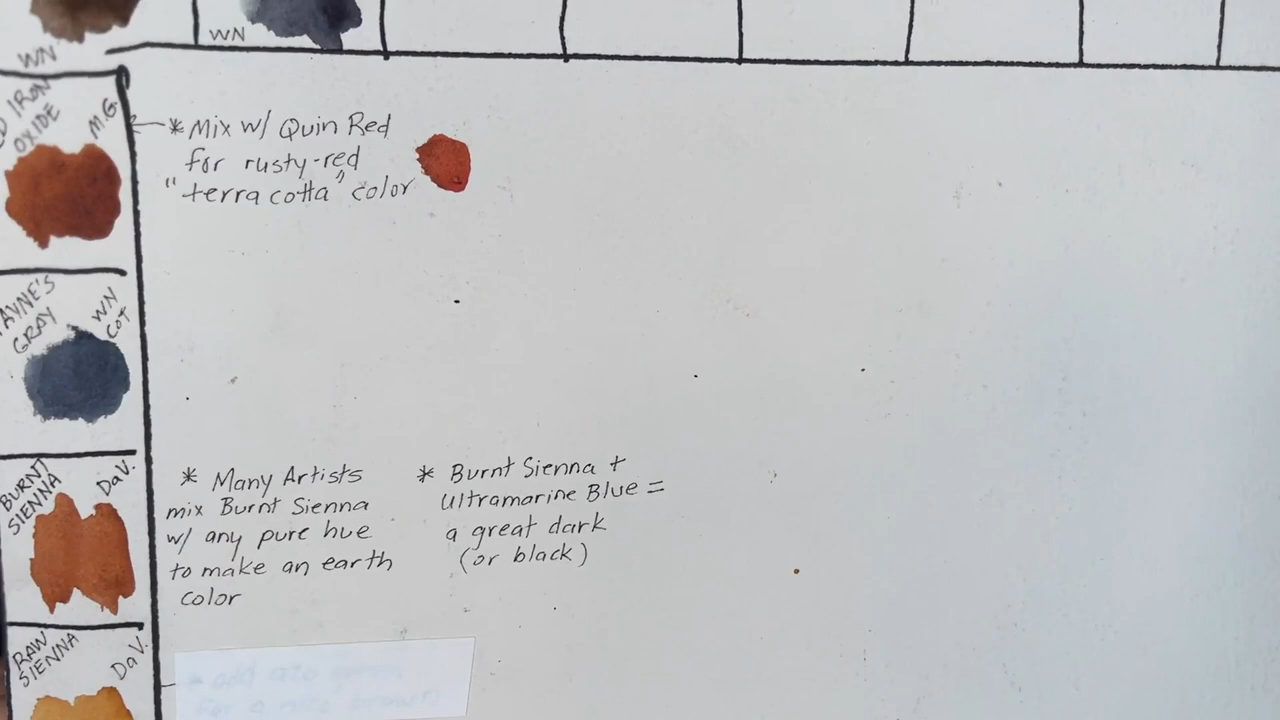 WN
WN
IRON
OXIDE
M.G.
* Mix w/ Quin Red
for rusty-red
"terra cotta" color
GRAY
WN
Cot
BURNT
SIENNA
DaV.
* Many Artists
mix Burnt Sienna
w/ any pure hue
to make an earth
color
* Burnt Sienna +
Ultramarine Blue =
a great dark
(or black)
RAW
SIENNA
DaV.